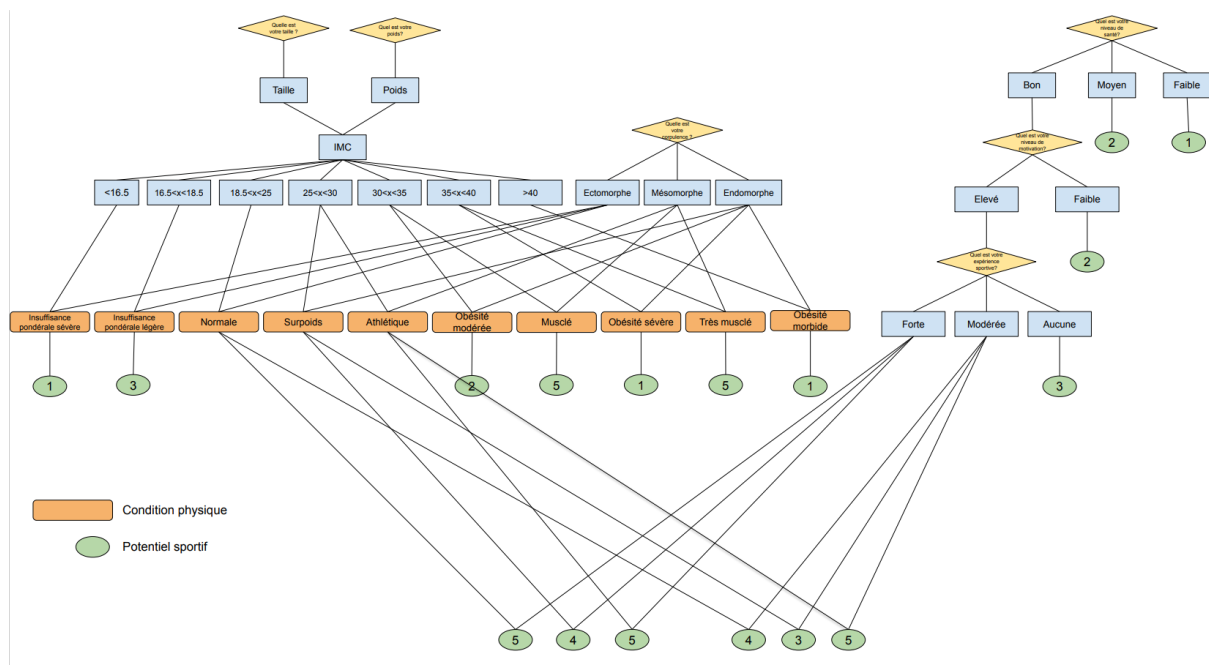 Quelle est
votre taille ?
Quel est votre
poids?
Quel est votre
niveau de
santé?
Taille
Poids
Bon
Moyen
Faible
Quelle est
votre
corpulence ?
Quel est votre
niveau de
motivation?
2
1
IMC
<16.5
16.5<x<18.5
18.5<x<25
25<x<30
30<x<35
35<x<40
>40
Ectomorphe
Mésomorphe
Endomorphe
Elevé
Faible
Quel est votre
expérience
sportive?
2
Insuffisance
pondérale sévère
Insuffisance
pondérale légère
Normale
Surpoids
Athlétique
Obésité
modérée
Musclé
Obésité sévère
Très musclé
Obésité
morbide
Forte
Modérée
Aucune
1
3
2
5
1
5
1
3
Condition physique
Potentiel sportif
5
4
5
4
3
5